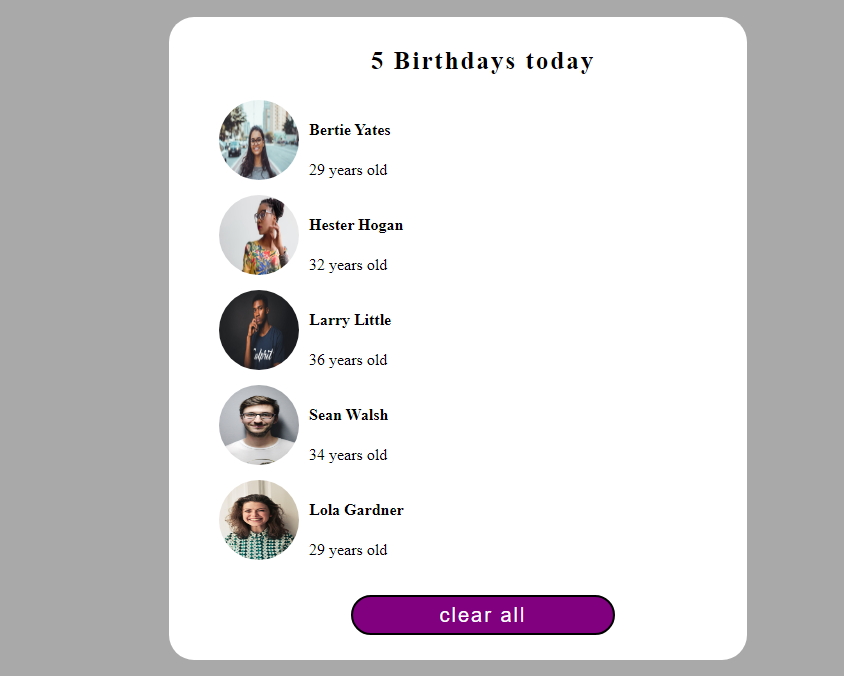 5 Birthdays today
Bertie Yates
29 years old
Hester Hogan
32 years old
Larry Little
36 years old
Sean Walsh
34 years old
Lola Gardner
29 years old
clear all